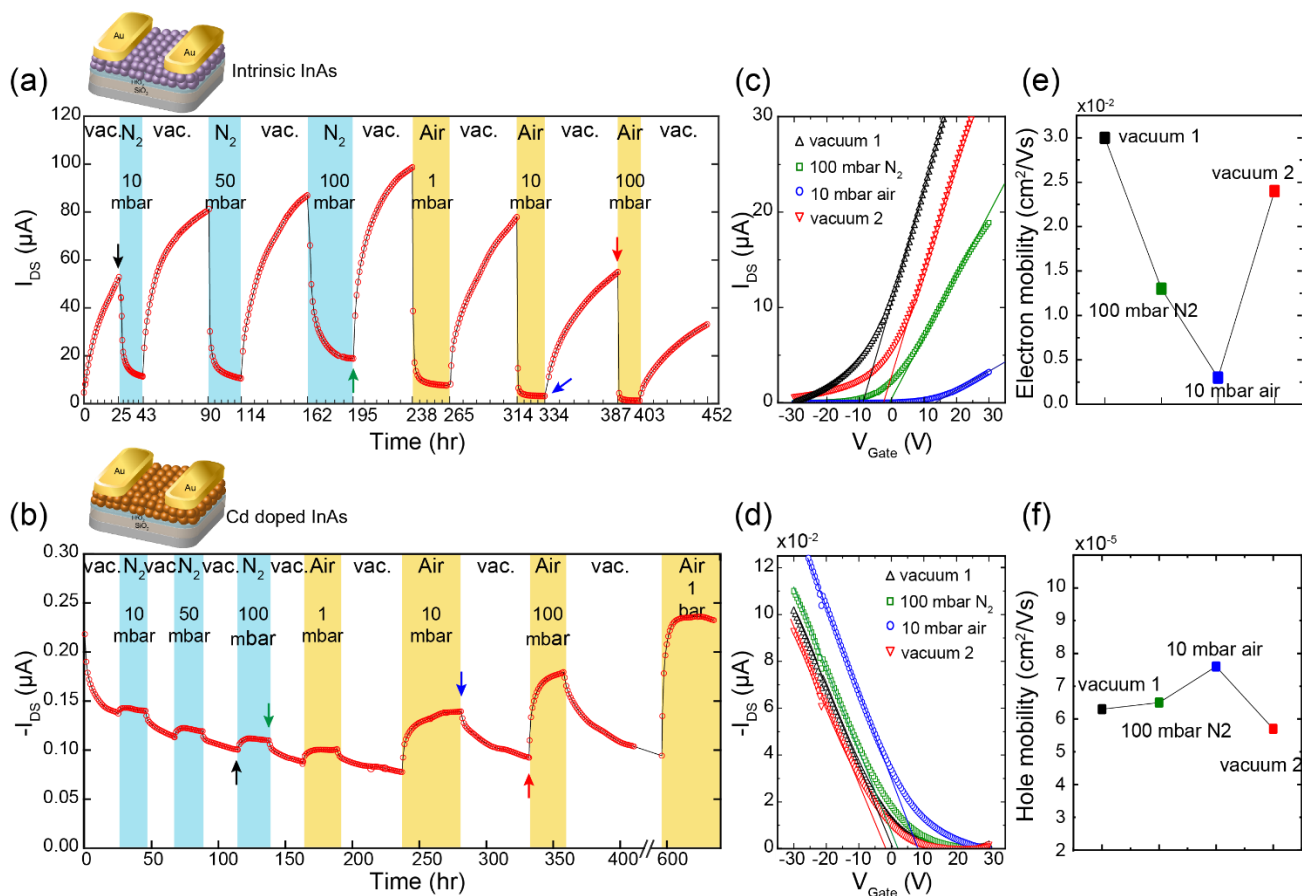 Au
Au
HfO₂
SiO₂
Intrinsic InAs
(a)
vac. N₂ vac. N₂ vac. N₂ vac. Air vac. Air vac. Air vac.
10 mbar
50 mbar
100 mbar
1 mbar
10 mbar
100 mbar
120
100
80
60
40
20
0
I_DS (µA)
0 25 43 90 114 162 195 238 265 314 334 387 403 452
Time (hr)
Au
Au
HfO₂
SiO₂
Cd doped InAs
(b)
vac. N₂ vac. N₂ vac. N₂ vac. Air vac. Air vac. Air vac. Air
10 mbar
50 mbar
100 mbar
1 mbar
10 mbar
100 mbar
1 bar
0.30
0.25
0.20
0.15
0.10
0.05
0.00
-I_DS (µA)
0 50 100 150 200 250 300 350 400 600
Time (hr)
(c)
30
20
10
0
I_DS (µA)
vacuum 1
100 mbar N₂
10 mbar air
vacuum 2
-30 -20 -10 0 10 20 30
V_Gate (V)
(d)
x10⁻²
12
10
8
6
4
2
0
-I_DS (µA)
vacuum 1
100 mbar N₂
10 mbar air
vacuum 2
-30 -20 -10 0 10 20 30
V_Gate (V)
(e)
x10⁻²
3.0
2.5
2.0
1.5
1.0
0.5
0.0
Electron mobility (cm²/Vs)
vacuum 1
vacuum 2
100 mbar N2
10 mbar air
(f)
x10⁻⁵
10
9
8
7
6
5
4
3
2
Hole mobility (cm²/Vs)
10 mbar air
vacuum 1
100 mbar N2
vacuum 2